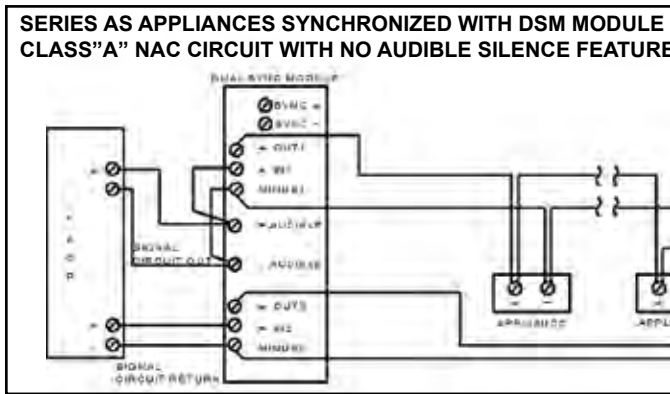 SERIES AS APPLIANCES SYNCHRONIZED WITH DSM MODULE
CLASS"A" NAC CIRCUIT WITH NO AUDIBLE SILENCE FEATURE
DUAL SYNC MODULE
SYNC +
SYNC -
+ OUT1
+ IN1
MINUS1
+ AUDIBLE
- AUDIBLE
+ OUT2
+ IN2
MINUS2
FACP
SIGNAL
CIRCUIT OUT
SIGNAL
CIRCUIT RETURN
APPLIANCE